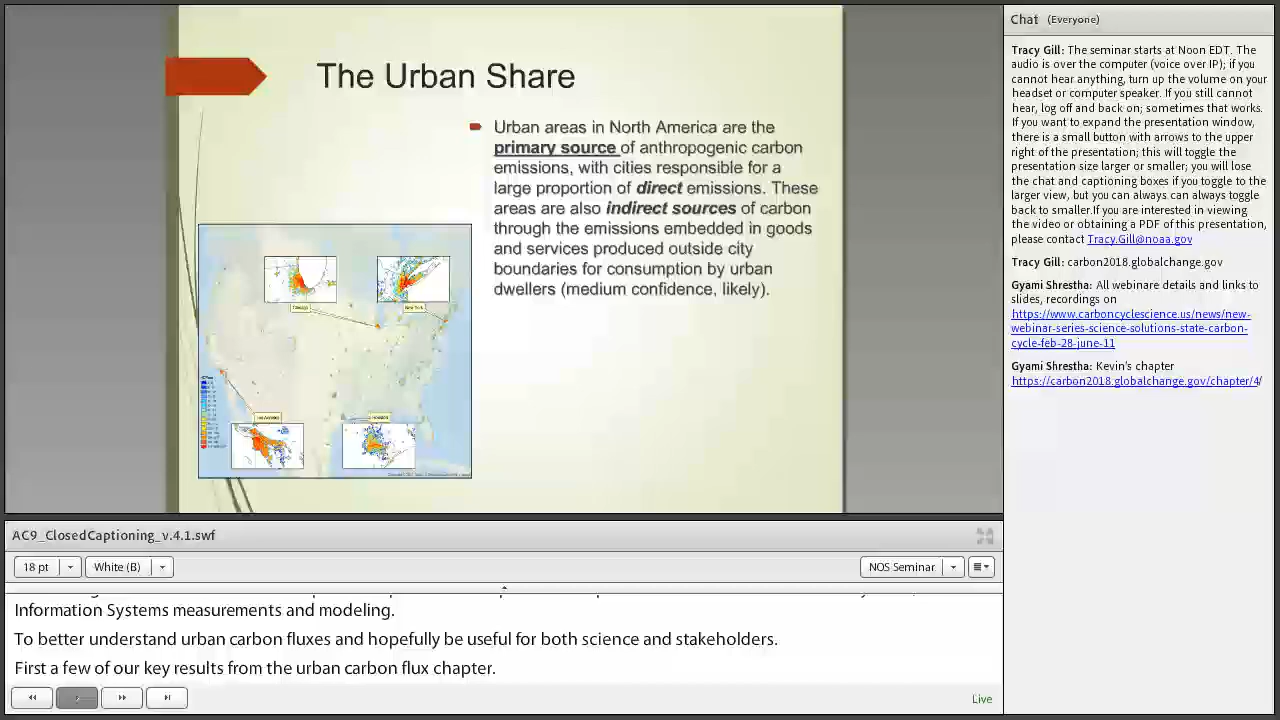 The Urban Share
Urban areas in North America are the
primary source of anthropogenic carbon
emissions, with cities responsible for a
large proportion of direct emissions. These
areas are also indirect sources of carbon
through the emissions embedded in goods
and services produced outside city
boundaries for consumption by urban
dwellers (medium confidence, likely).
Chicago
New York
Los Angeles
Houston
AC9_ClosedCaptioning_v.4.1.swf
18 pt
White (B)
NOS Seminar
Information Systems measurements and modeling.
To better understand urban carbon fluxes and hopefully be useful for both science and stakeholders.
First a few of our key results from the urban carbon flux chapter.
Live
Chat (Everyone)
Tracy Gill: The seminar starts at Noon EDT. The
audio is over the computer (voice over IP); if you
cannot hear anything, turn up the volume on your
headset or computer speaker. If you still cannot
hear, log off and back on; sometimes that works.
If you want to expand the presentation window,
there is a small button with arrows to the upper
right of the presentation; this will toggle the
presentation size larger or smaller; you will lose
the chat and captioning boxes if you toggle to the
larger view, but you can always can always toggle
back to smaller.If you are interested in viewing
the video or obtaining a PDF of this presentation,
please contact Tracy.Gill@noaa.gov
Tracy Gill: carbon2018.globalchange.gov
Gyami Shrestha: All webinare details and links to
slides, recordings on
https://www.carboncyclescience.us/news/new-
webinar-series-science-solutions-state-carbon-
cycle-feb-28-june-11
Gyami Shrestha: Kevin's chapter
https://carbon2018.globalchange.gov/chapter/4/